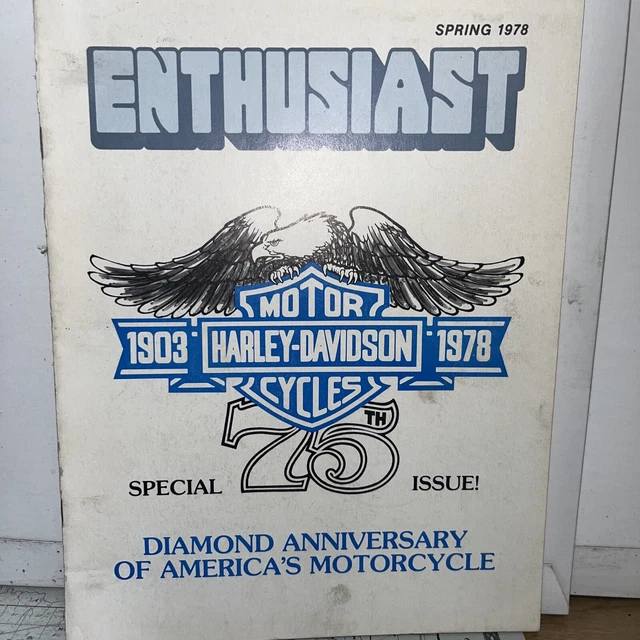 SPRING 1978
ENTHUSIAST
MOTOR
1903 HARLEY-DAVIDSON 1978
CYCLES
75TH
SPECIAL ISSUE!
DIAMOND ANNIVERSARY
OF AMERICA'S MOTORCYCLE